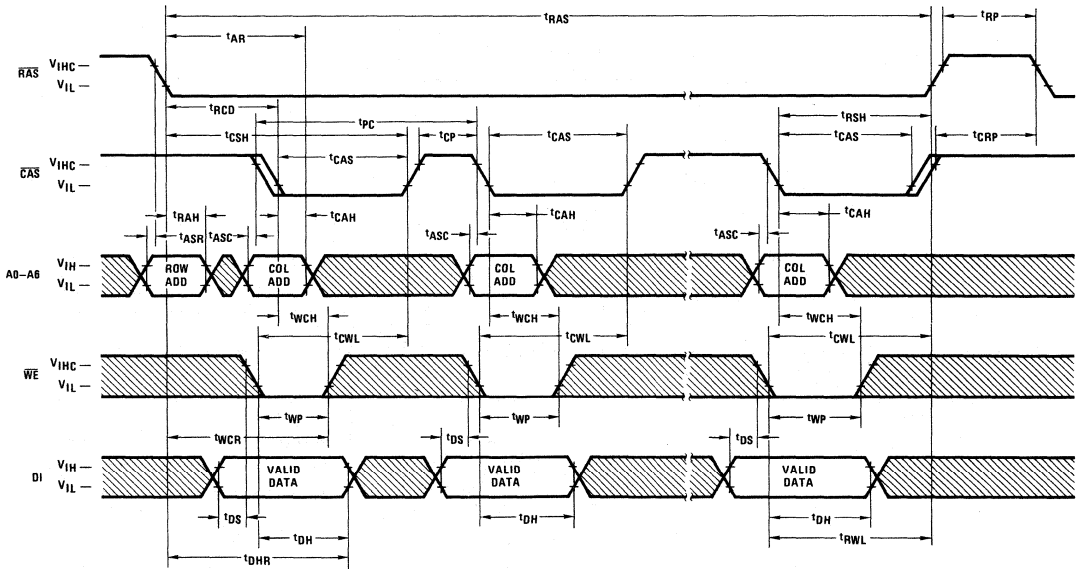 tRAS
tRP
tAR
RAS
VIHC
VIL
tRCD
tPC
tRSH
tCSH
tCP
tCAS
tCAS
tCRP
CAS
VIHC
VIL
tCAS
tRAH
tCAH
tCAH
tCAH
tASR
tASC
tASC
tASC
A0-A6
VIH
VIL
ROW
ADD
COL
ADD
COL
ADD
COL
ADD
tWCH
tWCH
tWCH
tCWL
tCWL
tCWL
WE
VIHC
VIL
tWP
tWP
tWP
tWCR
tDS
tDS
DI
VIH
VIL
VALID
DATA
VALID
DATA
VALID
DATA
tDS
tDH
tDH
tDH
tRWL
tDHR